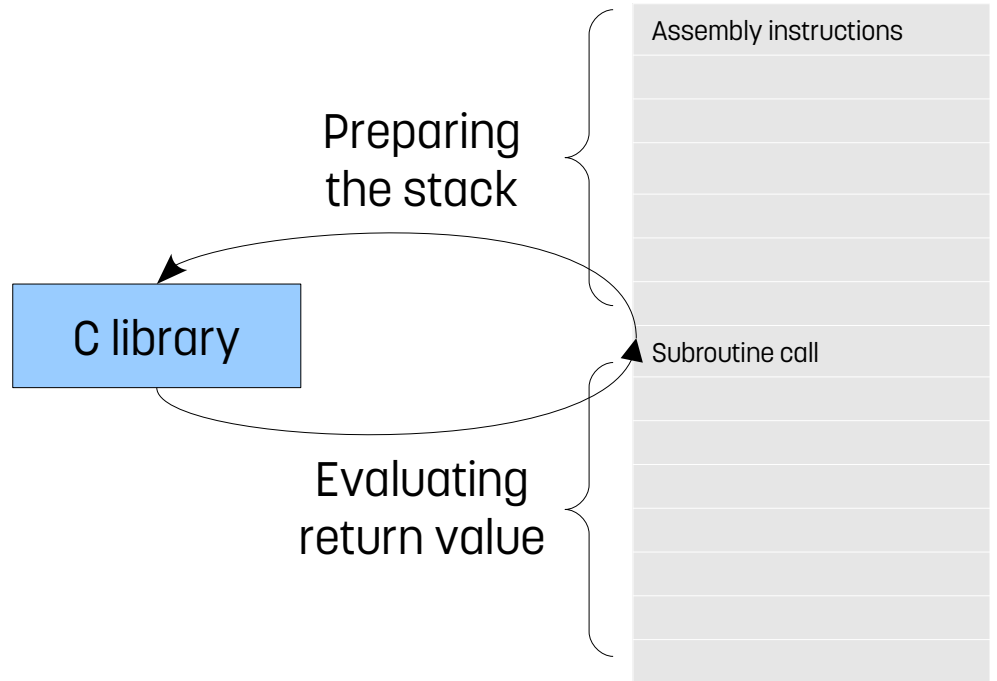 Assembly instructions
Preparing
the stack
C library
Subroutine call
Evaluating
return value